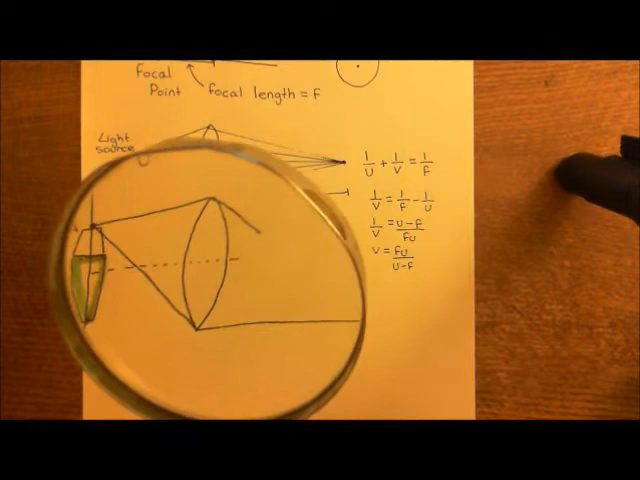 Focal
Point
focal length = F
Light
source
1/U + 1/V = 1/F
1/V = 1/F - 1/U
1/V = U-F/FU
V = FU/U-F